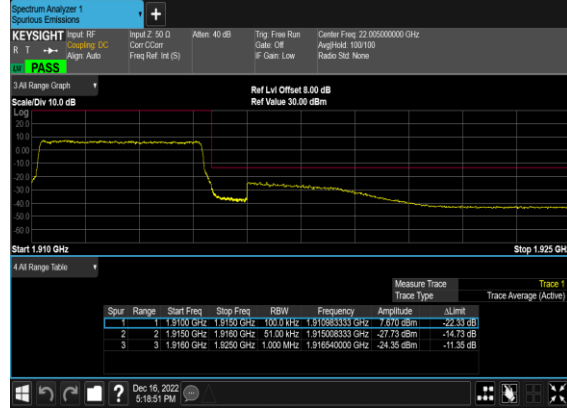 Spectrum Analyzer 1
Spurious Emissions
+
KEYSIGHT Input: RF Input Z: 50 Ω Atten: 40 dB Trig: Free Run Center Freq: 22.005000000 GHz
R T Coupling: DC Corr CCorr Gate: Off Avg|Hold: 100/100
Align: Auto Freq Ref: Int (S) IF Gain: Low Radio Std: None
PASS
3 All Range Graph
Ref Lvl Offset 8.00 dB
Scale/Div 10.0 dB Ref Value 30.00 dBm
Log
20.0
10.0
0.00
-10.0
-20.0
-30.0
-40.0
-50.0
-60.0
Start 1.910 GHz Stop 1.925 GH
4 All Range Table
Measure Trace Trace 1
Trace Type Trace Average (Active)
Spur Range Start Freq Stop Freq RBW Frequency Amplitude ΔLimit
1 1 1.9100 GHz 1.9150 GHz 100.0 kHz 1.910983333 GHz 7.670 dBm -22.33 dB
2 2 1.9150 GHz 1.9160 GHz 51.00 kHz 1.915008333 GHz -27.73 dBm -14.73 dB
3 3 1.9160 GHz 1.9250 GHz 1.000 MHz 1.916540000 GHz -24.35 dBm -11.35 dB
?
Dec 16, 2022
5:18:51 PM